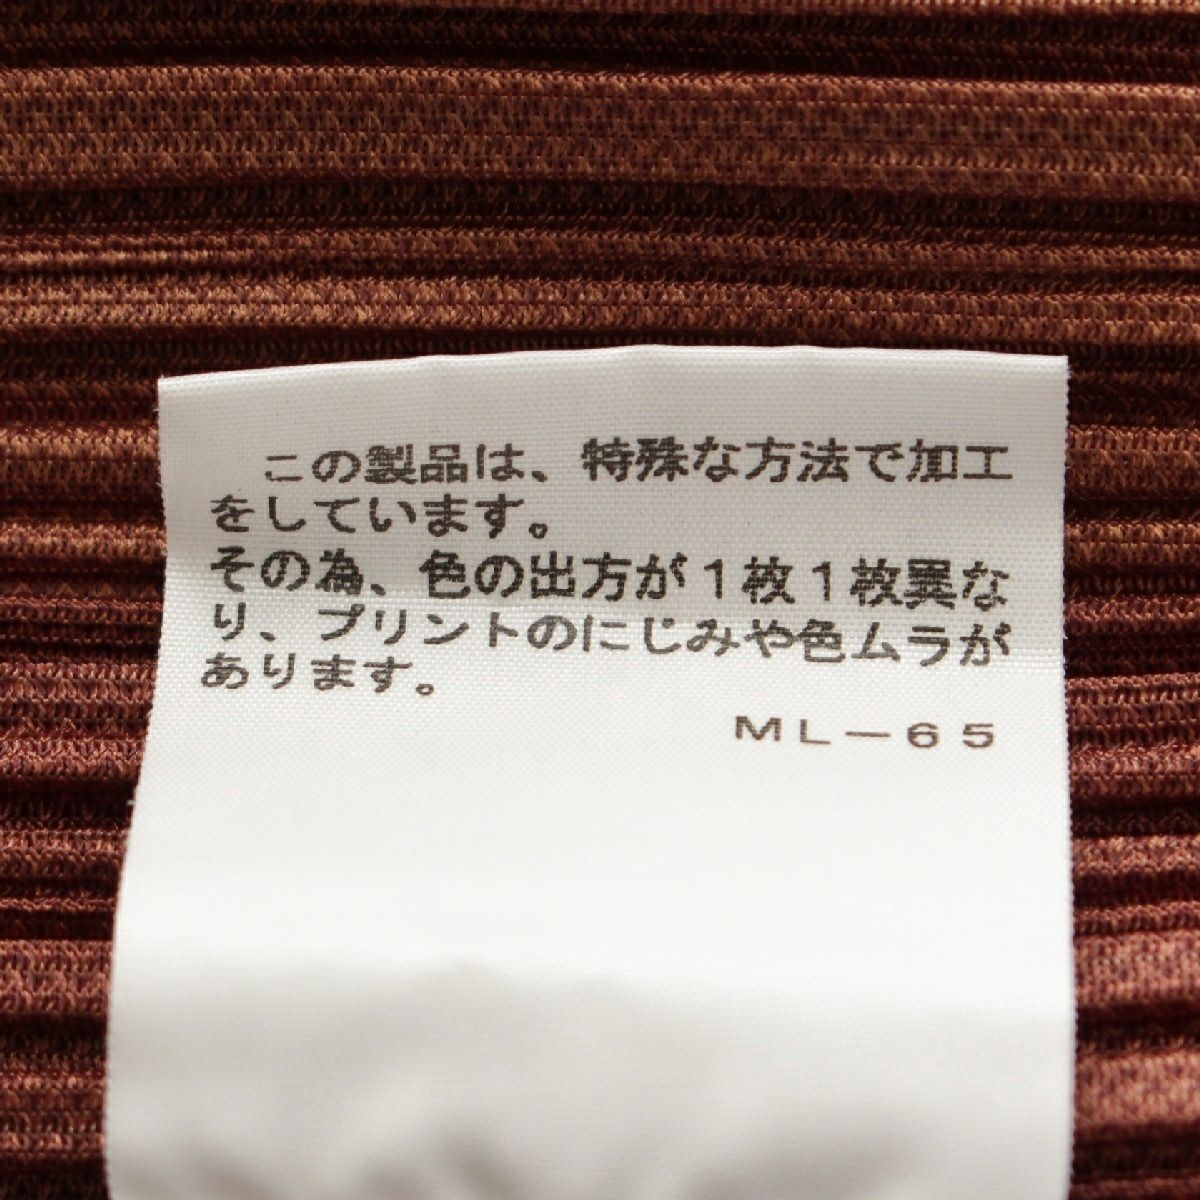 この製品は、特殊な方法で加工
をしています。
その為、色の出方が１枚１枚異な
り、プリントのにじみや色ムラが
あります。
ＭＬ－６５